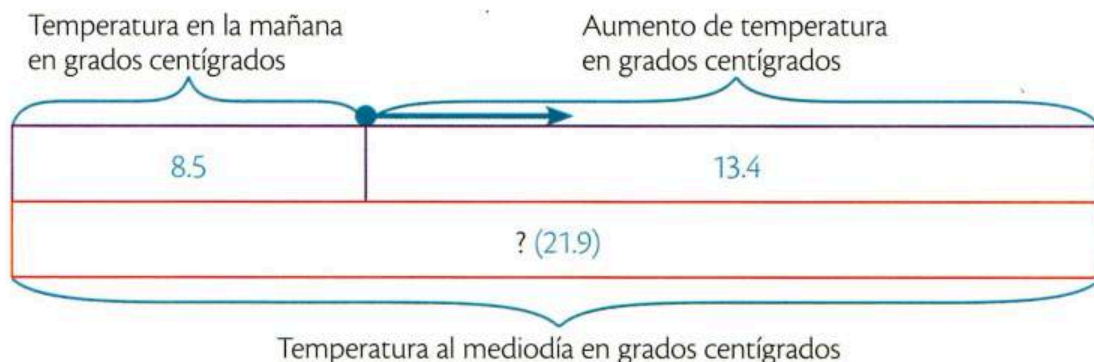 Temperatura en la mañana
en grados centígrados
Aumento de temperatura
en grados centígrados
8.5
13.4
? (21.9)
Temperatura al mediodía en grados centígrados